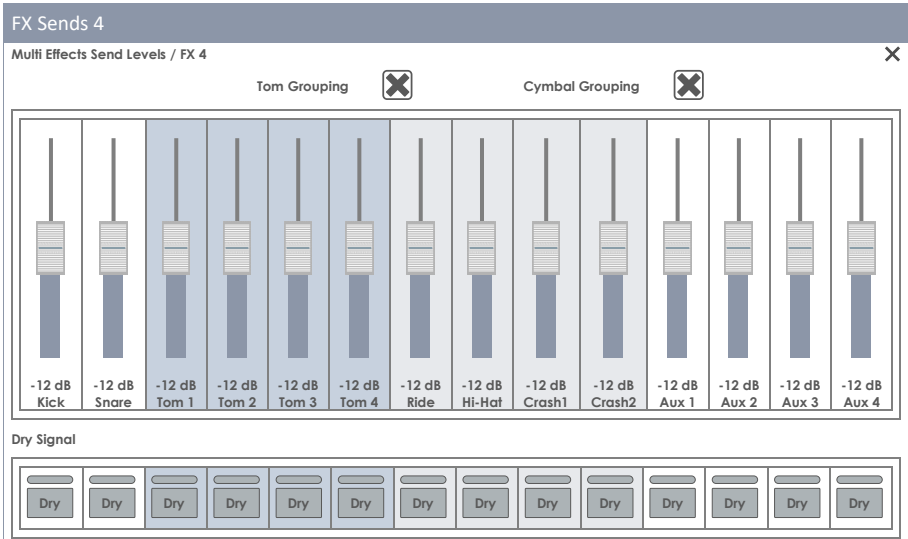 FX Sends 4
Multi Effects Send Levels / FX 4
Tom Grouping Cymbal Grouping
-12 dB -12 dB -12 dB -12 dB -12 dB -12 dB -12 dB -12 dB -12 dB -12 dB -12 dB -12 dB -12 dB -12 dB
Kick Snare Tom 1 Tom 2 Tom 3 Tom 4 Ride Hi-Hat Crash1 Crash2 Aux 1 Aux 2 Aux 3 Aux 4
Dry Signal
Dry Dry Dry Dry Dry Dry Dry Dry Dry Dry Dry Dry Dry Dry